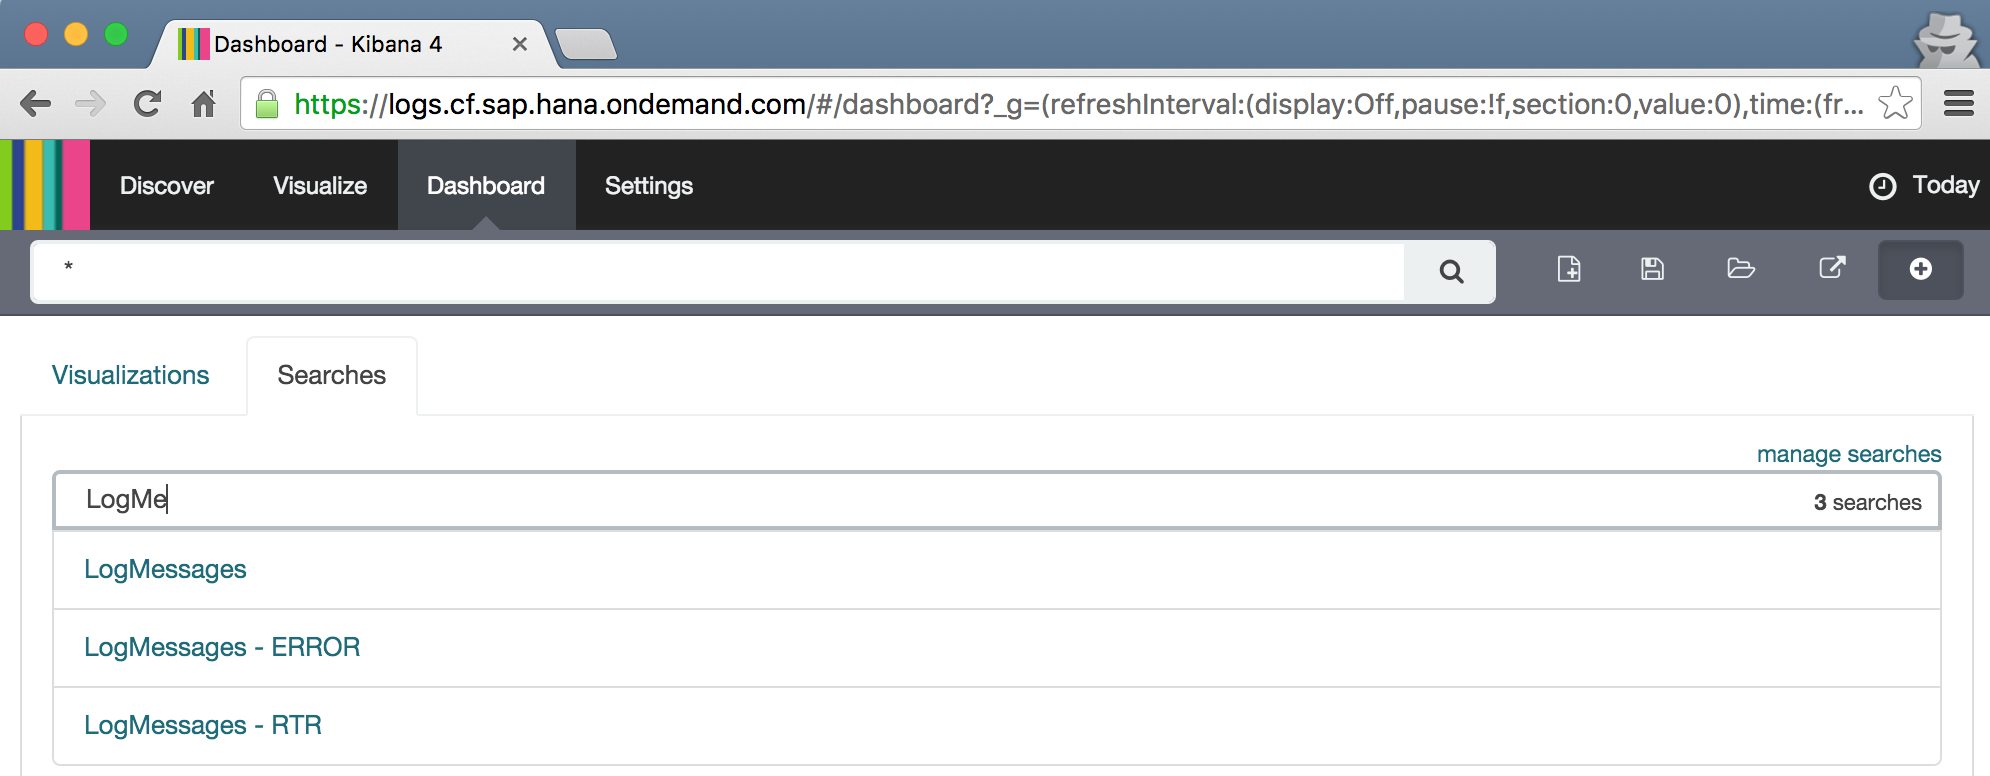 Dashboard - Kibana 4
https://logs.cf.sap.hana.ondemand.com/#/dashboard?_g=(refreshInterval:(display:Off,pause:!f,section:0,value:0),time:(fr...
Discover Visualize Dashboard Settings Today
*
Visualizations Searches
manage searches
LogMe 3 searches
LogMessages
LogMessages - ERROR
LogMessages - RTR